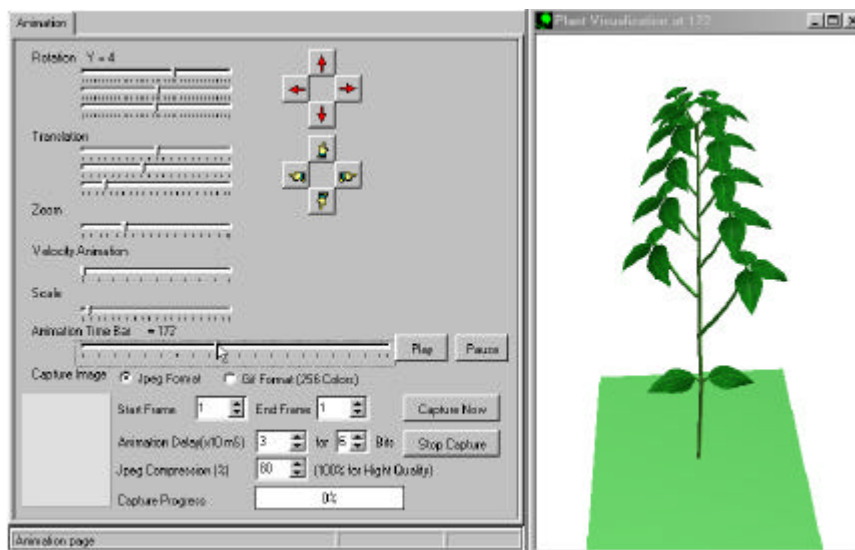 Animation
Plant Visualization at 172
Rotation Y = 4
Translation
Zoom
Velocity Animation
Scale
Animation Time Bar = 172
Play
Pause
Capture Image
Jpeg Format
Gif Format (256 Colors)
Start Frame 1 End Frame 1
Capture Now
Animation Delay(x10mS) 3 for 6 Bits
Stop Capture
Jpeg Compression (%) 80 (100% for Hight Quality)
Capture Progress 0%
Animation page